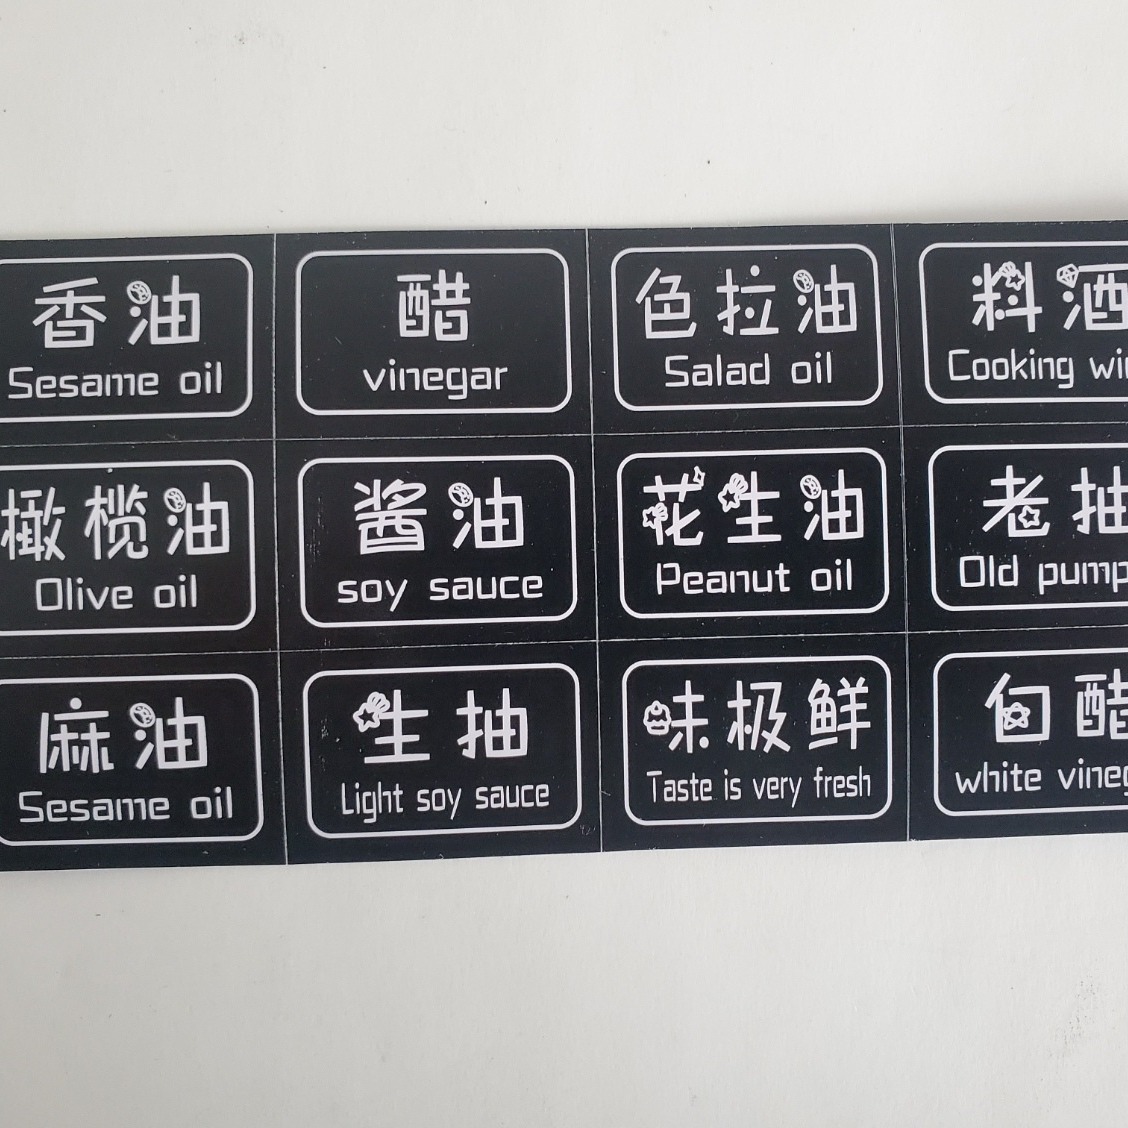 香油
Sesame oil
醋
vinegar
色拉油
Salad oil
料酒
Cooking
橄榄油
Olive oil
酱油
soy sauce
花生油
Peanut oil
老抽
Old pump
麻油
Sesame oil
生抽
Light soy sauce
味极鲜
Taste is very fresh
白醋
white